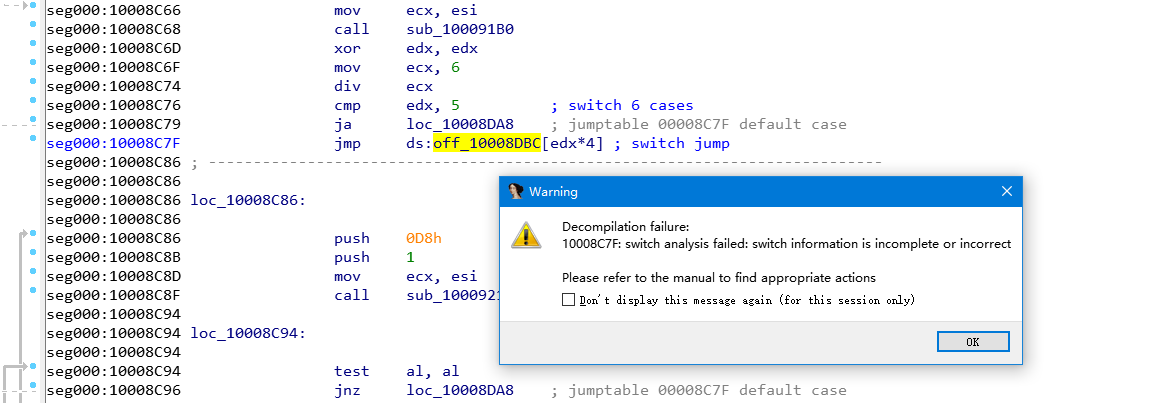 seg000:10008C66 mov ecx, esi
seg000:10008C68 call sub_100091B0
seg000:10008C6D xor edx, edx
seg000:10008C6F mov ecx, 6
seg000:10008C74 div ecx
seg000:10008C76 cmp edx, 5 ; switch 6 cases
seg000:10008C79 ja loc_10008DA8 ; jumptable 00008C7F default case
seg000:10008C7F jmp ds:off_10008DBC[edx*4] ; switch jump
seg000:10008C86 ; ---------------------------------------------------------------------------
seg000:10008C86
seg000:10008C86 loc_10008C86:
seg000:10008C86
seg000:10008C86 push 0D8h
seg000:10008C8B push 1
seg000:10008C8D mov ecx, esi
seg000:10008C8F call sub_1000921
seg000:10008C94
seg000:10008C94 loc_10008C94:
seg000:10008C94
seg000:10008C94 test al, al
seg000:10008C96 jnz loc_10008DA8 ; jumptable 00008C7F default case
Warning
Decompilation failure:
10008C7F: switch analysis failed: switch information is incomplete or incorrect
Please refer to the manual to find appropriate actions
Don't display this message again (for this session only)
OK